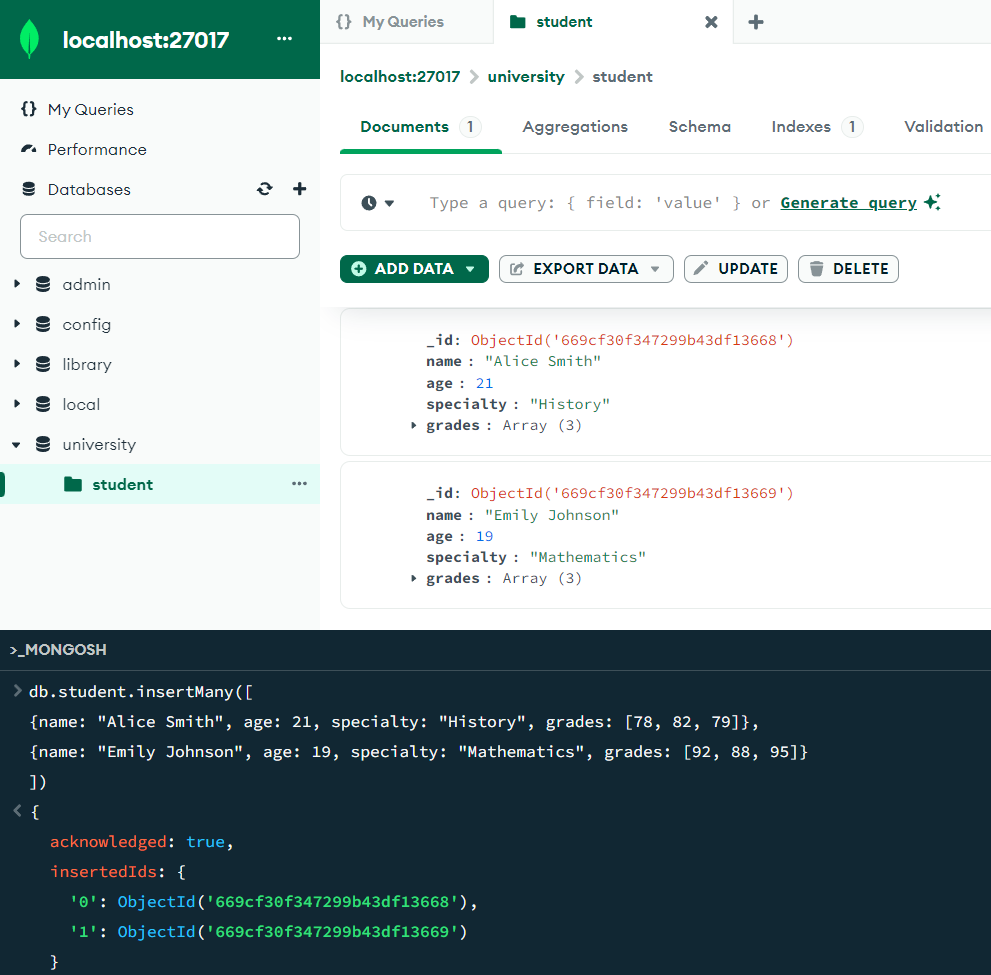 localhost:27017 ...
{} My Queries
Performance
Databases
Search
admin
config
library
local
university
student ...
{} My Queries
student
localhost:27017 > university > student
Documents 1 Aggregations Schema Indexes 1 Validation
Type a query: { field: 'value' } or Generate query
ADD DATA EXPORT DATA UPDATE DELETE
_id: ObjectId('669cf30f347299b43df13668')
name : "Alice Smith"
age : 21
specialty : "History"
grades : Array (3)
_id: ObjectId('669cf30f347299b43df13669')
name : "Emily Johnson"
age : 19
specialty : "Mathematics"
grades : Array (3)
>_MONGOSH
> db.student.insertMany([
{name: "Alice Smith", age: 21, specialty: "History", grades: [78, 82, 79]},
{name: "Emily Johnson", age: 19, specialty: "Mathematics", grades: [92, 88, 95]}
])
< {
acknowledged: true,
insertedIds: {
'0': ObjectId('669cf30f347299b43df13668'),
'1': ObjectId('669cf30f347299b43df13669')
}